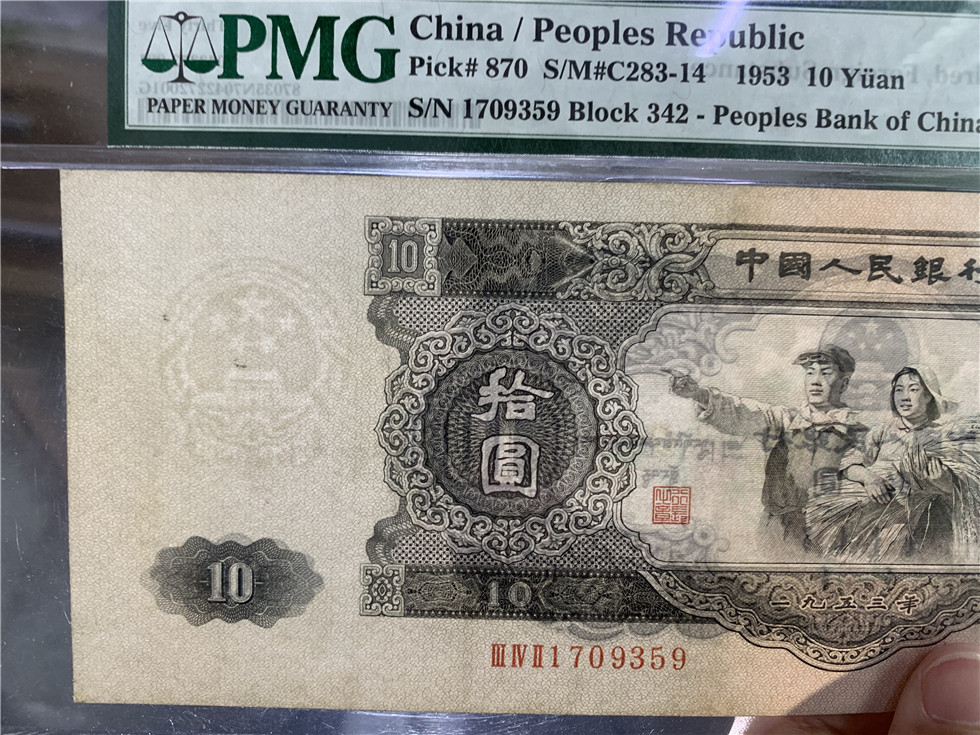 PMG
PAPER MONEY GUARANTY
China / Peoples Republic
Pick# 870 S/M#C283-14 1953 10 Yüan
S/N 1709359 Block 342 - Peoples Bank of China
10
中國人民銀
拾
圓
10
10
一九五三年
ⅢⅣⅡ1709359